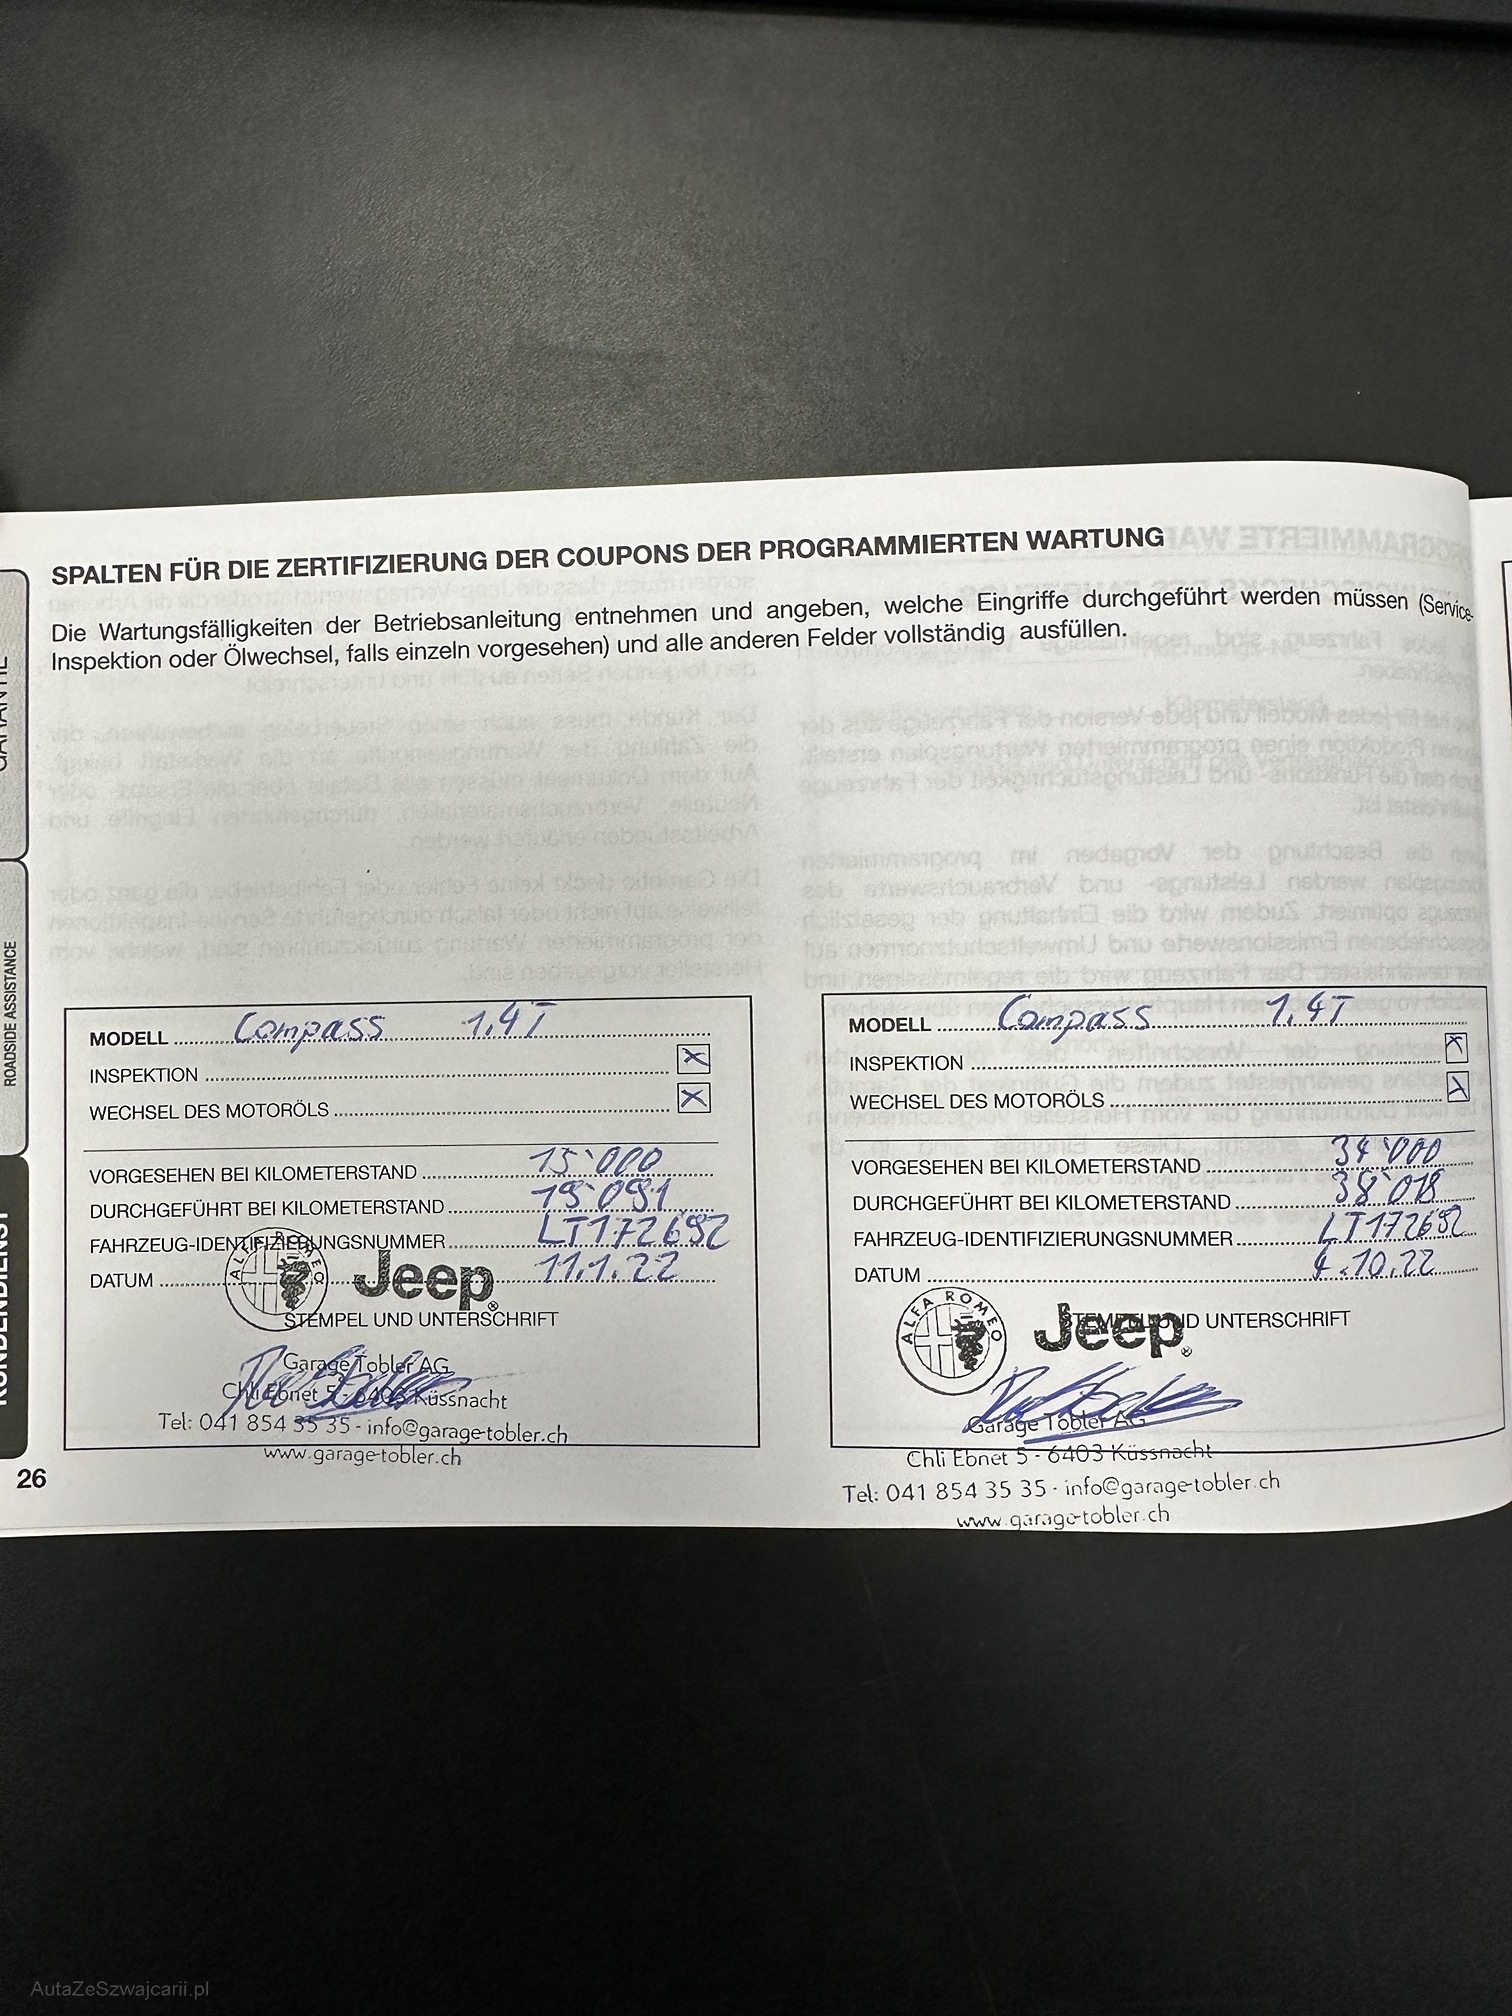 SPALTEN FÜR DIE ZERTIFIZIERUNG DER COUPONS DER PROGRAMMIERTEN WARTUNG
Die Wartungsfälligkeiten der Betriebsanleitung entnehmen und angeben, welche Eingriffe durchgeführt werden müssen (Service-
Inspektion oder Ölwechsel, falls einzeln vorgesehen) und alle anderen Felder vollständig ausfüllen.
GARANTIE
ROADSIDE ASSISTANCE
KUNDENDIENST
MODELL Compass 1,4T
INSPEKTION X
WECHSEL DES MOTORÖLS X
VORGESEHEN BEI KILOMETERSTAND 15'000
DURCHGEFÜHRT BEI KILOMETERSTAND 19'091
FAHRZEUG-IDENTIFIZIERUNGSNUMMER LT172692
DATUM 11.1.22
ALFA ROMEO
Jeep®
STEMPEL UND UNTERSCHRIFT
Garage Tobler AG
Chli Ebnet 5 - 6403 Küssnacht
Tel: 041 854 35 35 - info@garage-tobler.ch
www.garage-tobler.ch
MODELL Compass 1,4T
INSPEKTION X
WECHSEL DES MOTORÖLS X
VORGESEHEN BEI KILOMETERSTAND 34'000
DURCHGEFÜHRT BEI KILOMETERSTAND 38'018
FAHRZEUG-IDENTIFIZIERUNGSNUMMER LT172692
DATUM 4.10.22
ALFA ROMEO
Jeep®
STEMPEL UND UNTERSCHRIFT
Garage Tobler AG
Chli Ebnet 5 - 6403 Küssnacht
Tel: 041 854 35 35 - info@garage-tobler.ch
www.garage-tobler.ch
26
AutaZeSzwajcarii.pl